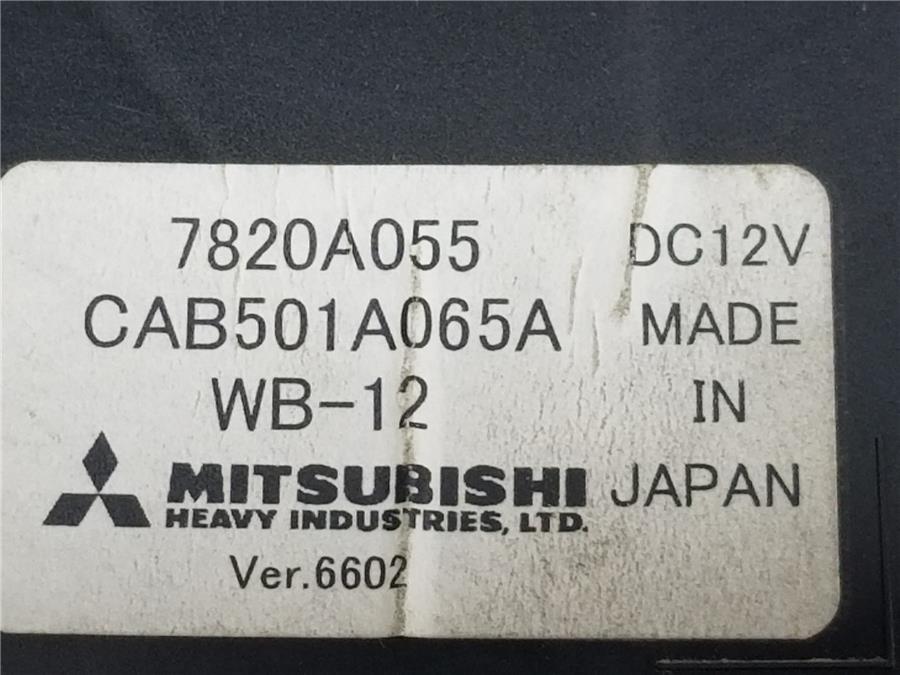 7820A055 DC12V
CAB501A065A MADE
WB-12 IN
MITSUBISHI JAPAN
HEAVY INDUSTRIES, LTD.
Ver.6602